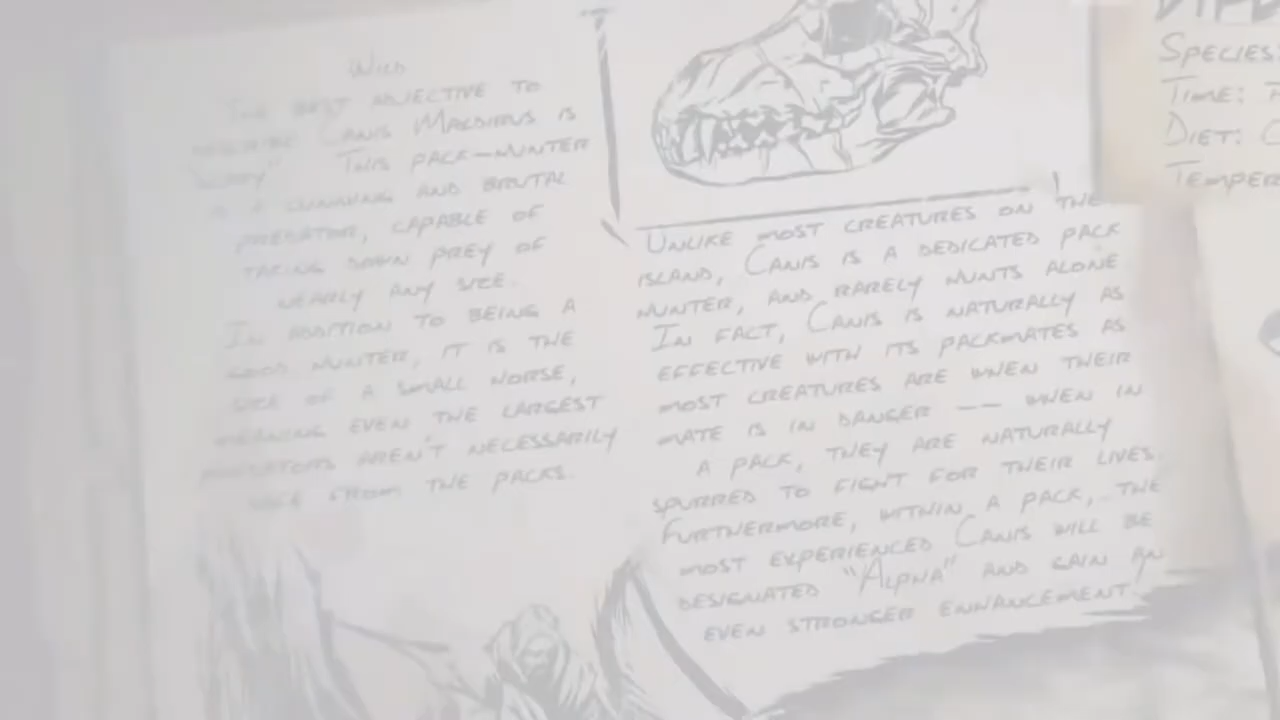 Wild
The best adjective to
describe Canis Maldirus is
This pack-hunter
is a cunning and brutal
predator, capable of
taking down prey of
nearly any size.
In addition to being a
good hunter, it is the
size of a small horse,
meaning even the largest
predators aren't necessarily
safe from the packs.
Unlike most creatures on the
island, Canis is a dedicated pack
hunter, and rarely hunts alone
In fact, Canis is naturally as
effective with its packmates as
most creatures are when their
mate is in danger -- when in
a pack, they are naturally
spurred to fight for their lives.
Furthermore, within a pack, the
most experienced Canis will be
designated "Alpha" and gain an
even stronger enhancement.
Species:
Time:
Diet: C
Temper